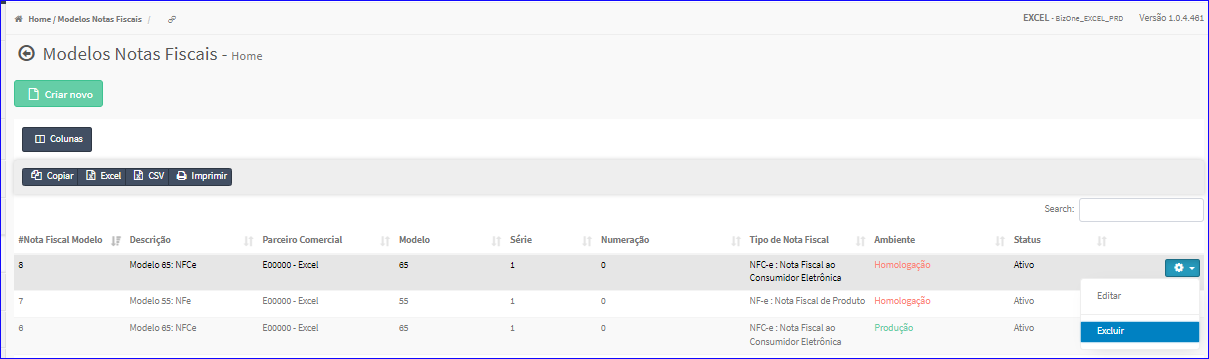 Home / Modelos Notas Fiscais /
EXCEL - BizOne_EXCEL_PRD Versão 1.0.4.461
Modelos Notas Fiscais - Home
Criar novo
Colunas
Copiar Excel CSV Imprimir
Search:
#Nota Fiscal Modelo Descrição Parceiro Comercial Modelo Série Numeração Tipo de Nota Fiscal Ambiente Status
8 Modelo 65: NFCe E00000 - Excel 65 1 0 NFC-e : Nota Fiscal ao Homologação Ativo
Consumidor Eletrônica
7 Modelo 55: NFe E00000 - Excel 55 1 0 NF-e : Nota Fiscal de Produto Homologação Ativo
6 Modelo 65: NFCe E00000 - Excel 65 1 0 NFC-e : Nota Fiscal ao Produção Ativo
Consumidor Eletrônica
Editar
Excluir